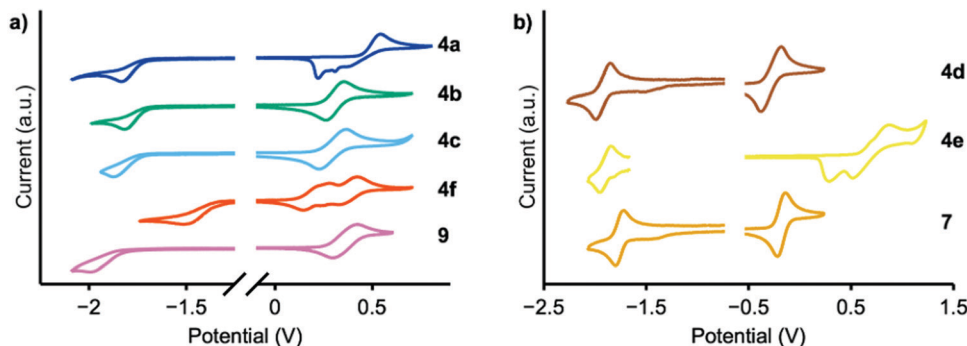 a)
4a
4b
4c
4f
9
Current (a.u.)
−2
−1.5
0
0.5
Potential (V)
b)
4d
4e
7
Current (a.u.)
−2.5
−1.5
−0.5
0.5
1.5
Potential (V)